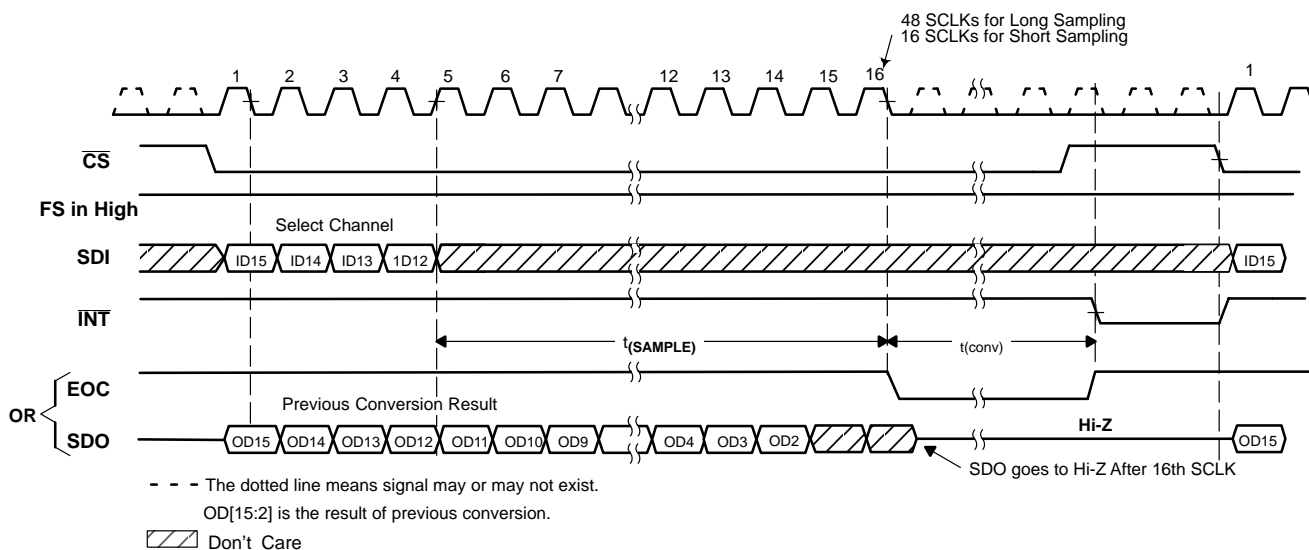 48 SCLKs for Long Sampling
16 SCLKs for Short Sampling
1 2 3 4 5 6 7 12 13 14 15 16 1
CS
FS in High
Select Channel
SDI
ID15 ID14 ID13 1D12 ID15
INT
t(SAMPLE) t(conv)
EOC
OR
Previous Conversion Result
SDO
OD15 OD14 OD13 OD12 OD11 OD10 OD9 OD4 OD3 OD2 Hi-Z OD15
SDO goes to Hi-Z After 16th SCLK
The dotted line means signal may or may not exist.
OD[15:2] is the result of previous conversion.
Don't Care